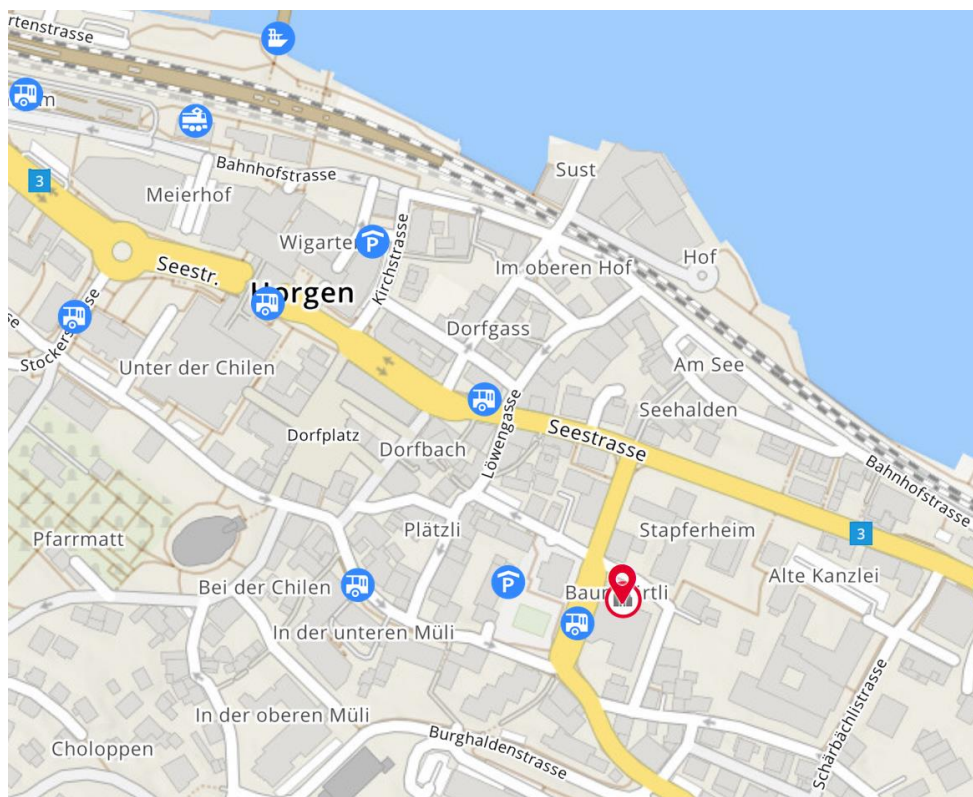 rtenstrasse
Bahnhofstrasse
Sust
3
Meierhof
Wigarten
P
Kirchstrasse
Hof
Im oberen Hof
Seestr.
Horgen
Stockerstrasse
se
Dorfgass
Unter der Chilen
Am See
Seehalden
Dorfplatz
Dorfbach
Löwengasse
Seestrasse
Bahnhofstrasse
Plätzli
Stapferheim
3
Pfarrmatt
Bei der Chilen
P
Alte Kanzlei
In der unteren Müli
In der oberen Müli
Choloppen
Burghaldenstrasse
Schärbächlistrasse